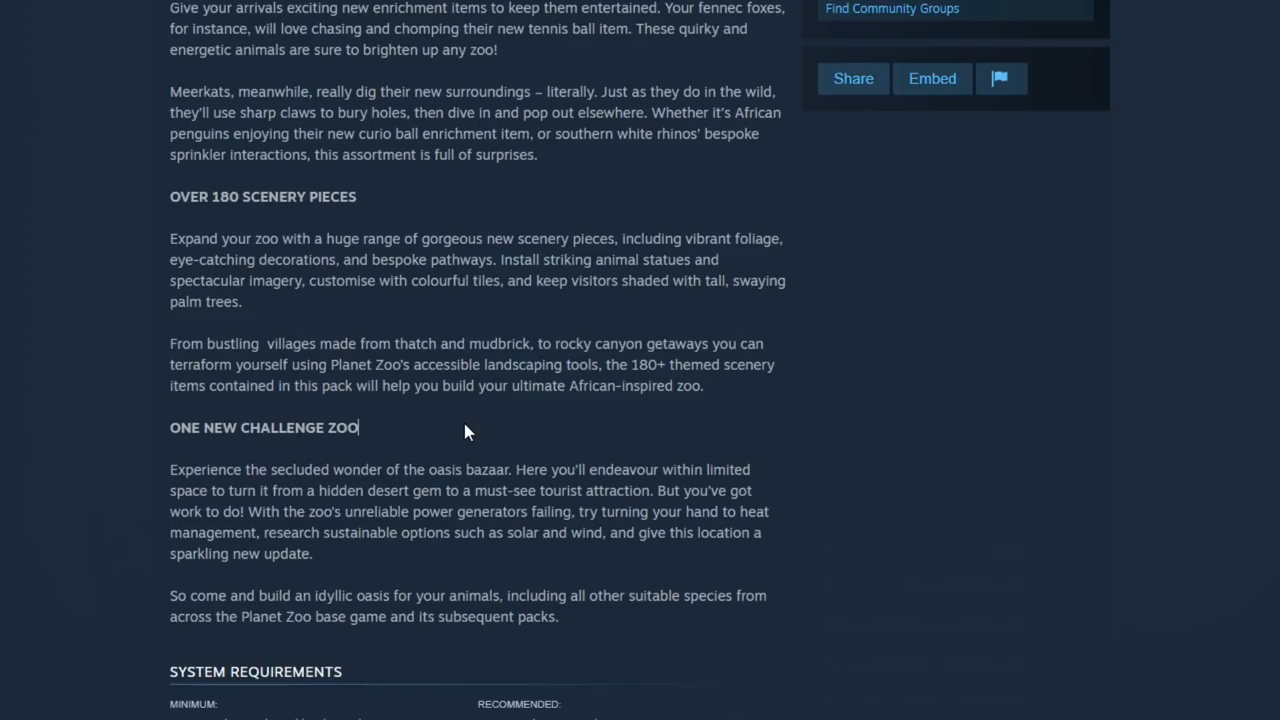 Give your arrivals exciting new enrichment items to keep them entertained. Your fennec foxes,
for instance, will love chasing and chomping their new tennis ball item. These quirky and
energetic animals are sure to brighten up any zoo!
Meerkats, meanwhile, really dig their new surroundings – literally. Just as they do in the wild,
they’ll use sharp claws to bury holes, then dive in and pop out elsewhere. Whether it’s African
penguins enjoying their new curio ball enrichment item, or southern white rhinos’ bespoke
sprinkler interactions, this assortment is full of surprises.
OVER 180 SCENERY PIECES
Expand your zoo with a huge range of gorgeous new scenery pieces, including vibrant foliage,
eye-catching decorations, and bespoke pathways. Install striking animal statues and
spectacular imagery, customise with colourful tiles, and keep visitors shaded with tall, swaying
palm trees.
From bustling  villages made from thatch and mudbrick, to rocky canyon getaways you can
terraform yourself using Planet Zoo’s accessible landscaping tools, the 180+ themed scenery
items contained in this pack will help you build your ultimate African-inspired zoo.
ONE NEW CHALLENGE ZOO
Experience the secluded wonder of the oasis bazaar. Here you’ll endeavour within limited
space to turn it from a hidden desert gem to a must-see tourist attraction. But you’ve got
work to do! With the zoo’s unreliable power generators failing, try turning your hand to heat
management, research sustainable options such as solar and wind, and give this location a
sparkling new update.
So come and build an idyllic oasis for your animals, including all other suitable species from
across the Planet Zoo base game and its subsequent packs.
SYSTEM REQUIREMENTS
MINIMUM:
RECOMMENDED:
Find Community Groups
Share
Embed